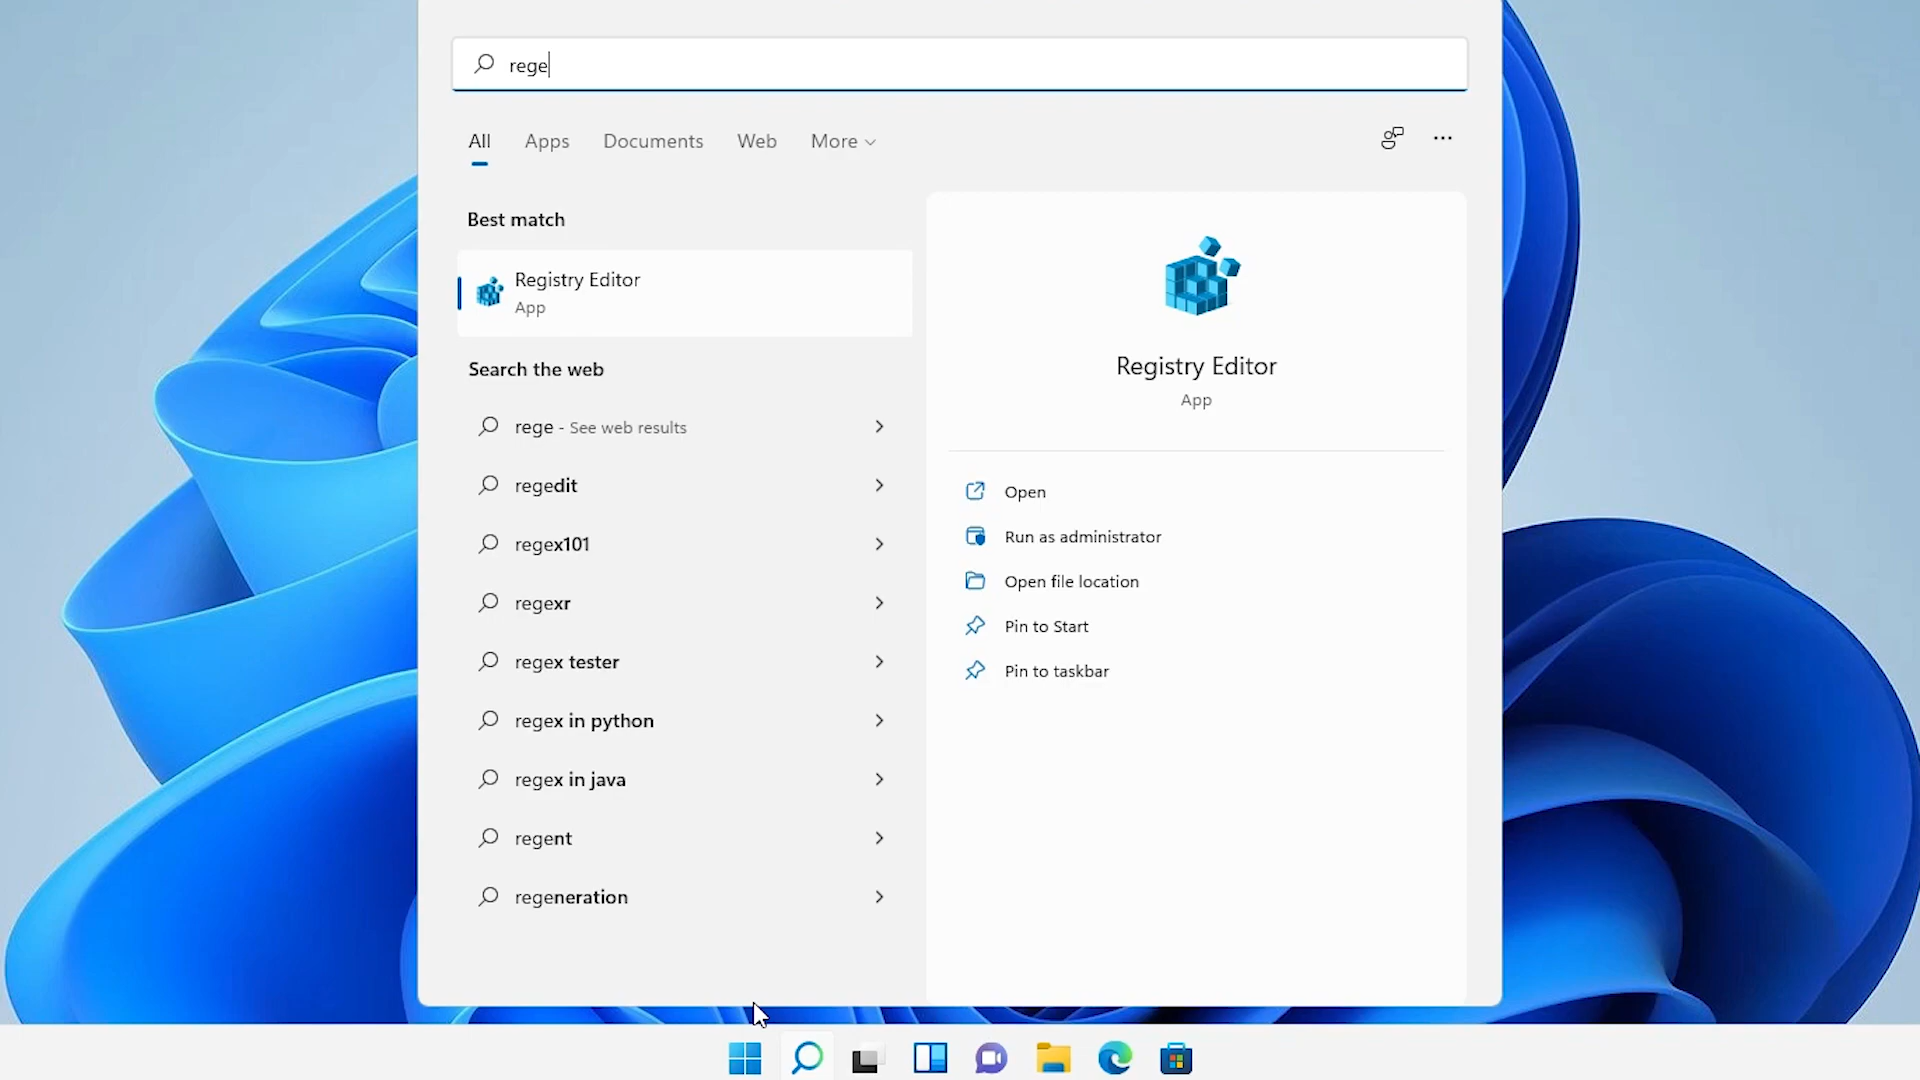 rege
All Apps Documents Web More
Best match
Registry Editor
App
Search the web
rege - See web results
regedit
regex101
regexr
regex tester
regex in python
regex in java
regent
regeneration
Registry Editor
App
Open
Run as administrator
Open file location
Pin to Start
Pin to taskbar